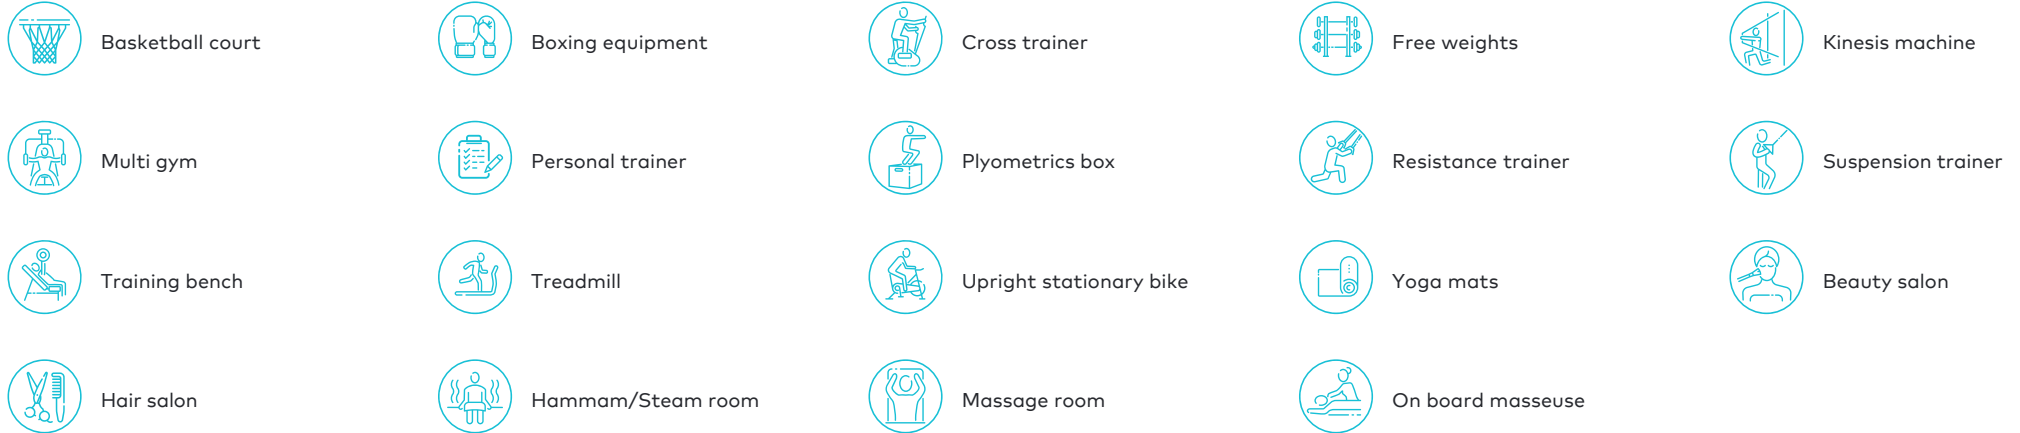 Basketball court
Boxing equipment
Cross trainer
Free weights
Kinesis machine
Multi gym
Personal trainer
Plyometrics box
Resistance trainer
Suspension trainer
Training bench
Treadmill
Upright stationary bike
Yoga mats
Beauty salon
Hair salon
Hammam/Steam room
Massage room
On board masseuse